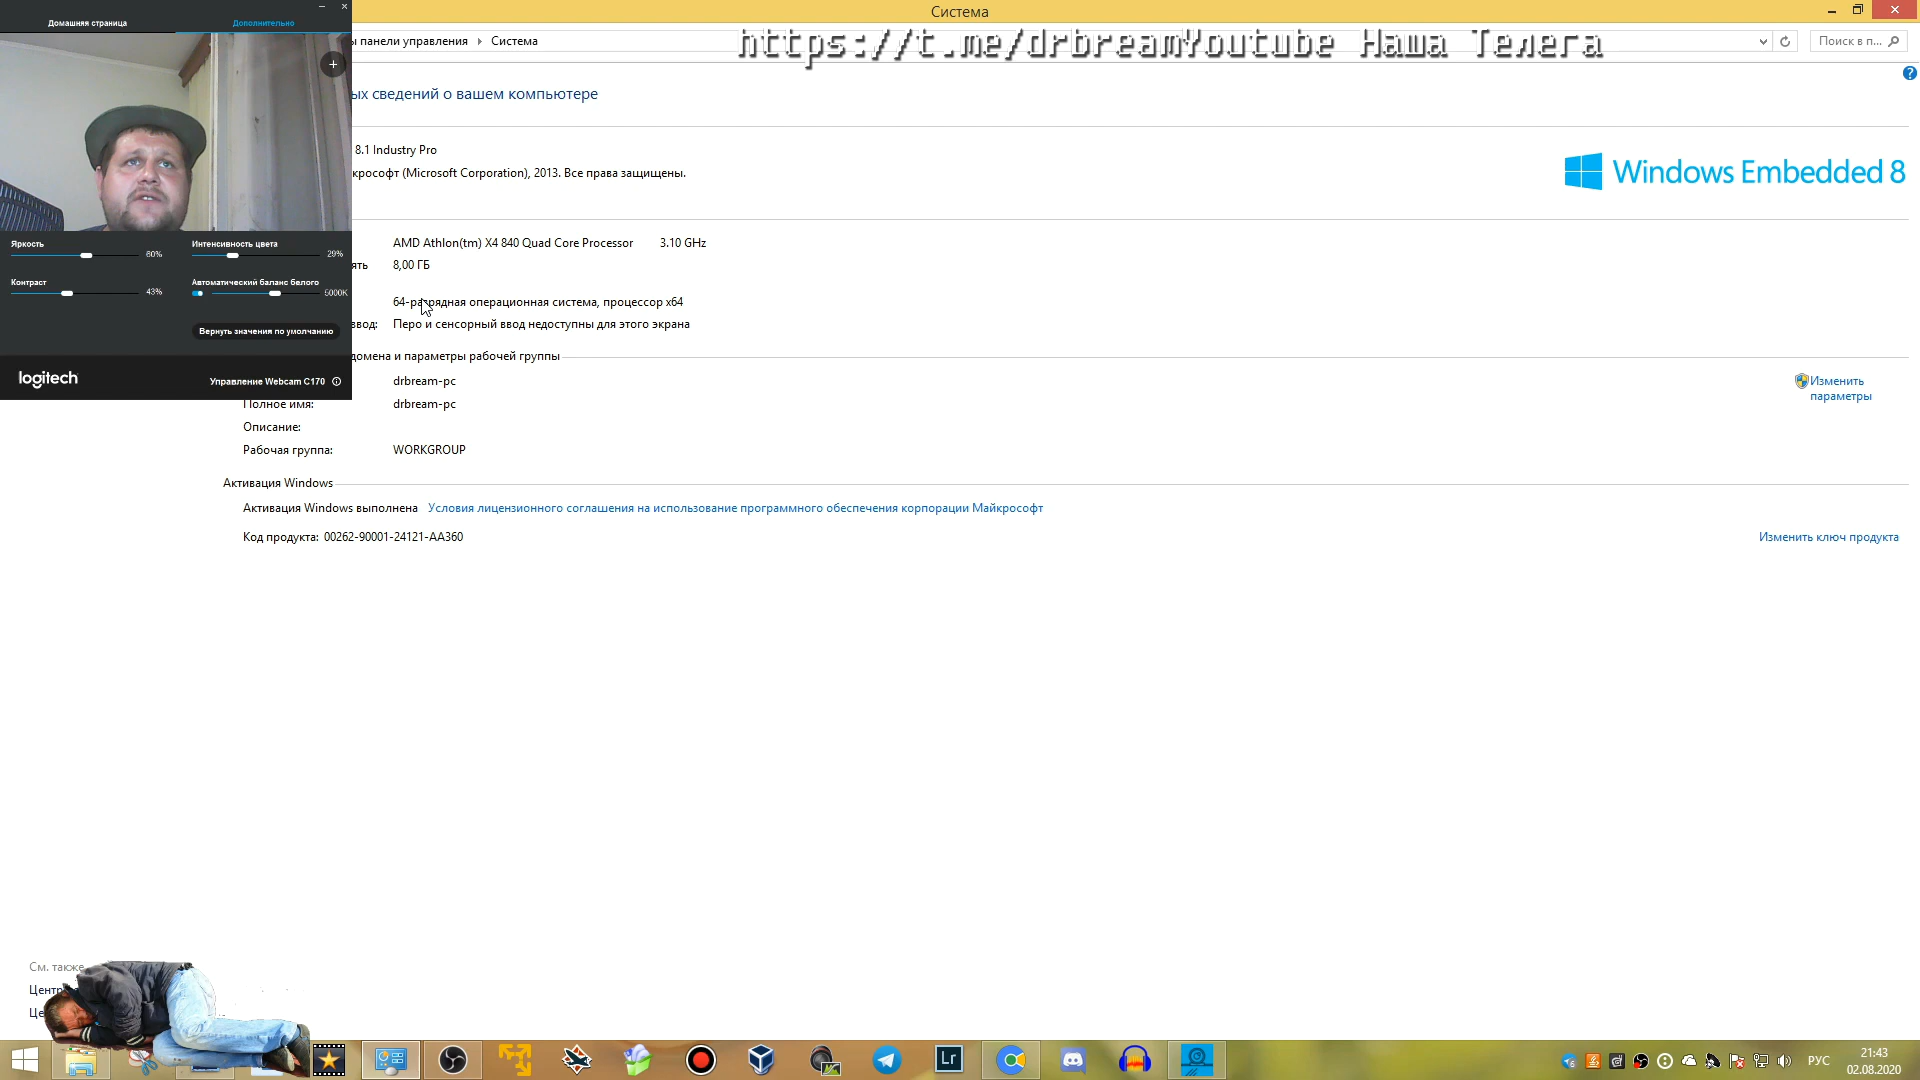 Система
Домашняя страница
Дополнительно
ы панели управления
Система
Поиск в п...
https://t.me/drbreamYoutube Наша Телега
ых сведений о вашем компьютере
8.1 Industry Pro
крософт (Microsoft Corporation), 2013. Все права защищены.
Windows Embedded 8
Яркость
60%
Интенсивность цвета
29%
Контраст
43%
Автоматический баланс белого
5000K
Вернуть значения по умолчанию
logitech
Управление Webcam C170
AMD Athlon(tm) X4 840 Quad Core Processor 3.10 GHz
ять
8,00 ГБ
64-разрядная операционная система, процессор x64
ввод:
Перо и сенсорный ввод недоступны для этого экрана
домена и параметры рабочей группы
drbream-pc
Изменить
параметры
Полное имя:
drbream-pc
Описание:
Рабочая группа:
WORKGROUP
Активация Windows
Активация Windows выполнена
Условия лицензионного соглашения на использование программного обеспечения корпорации Майкрософт
Код продукта: 00262-90001-24121-AA360
Изменить ключ продукта
См. также
Центр
Це
Lr
РУС
21:43
02.08.2020